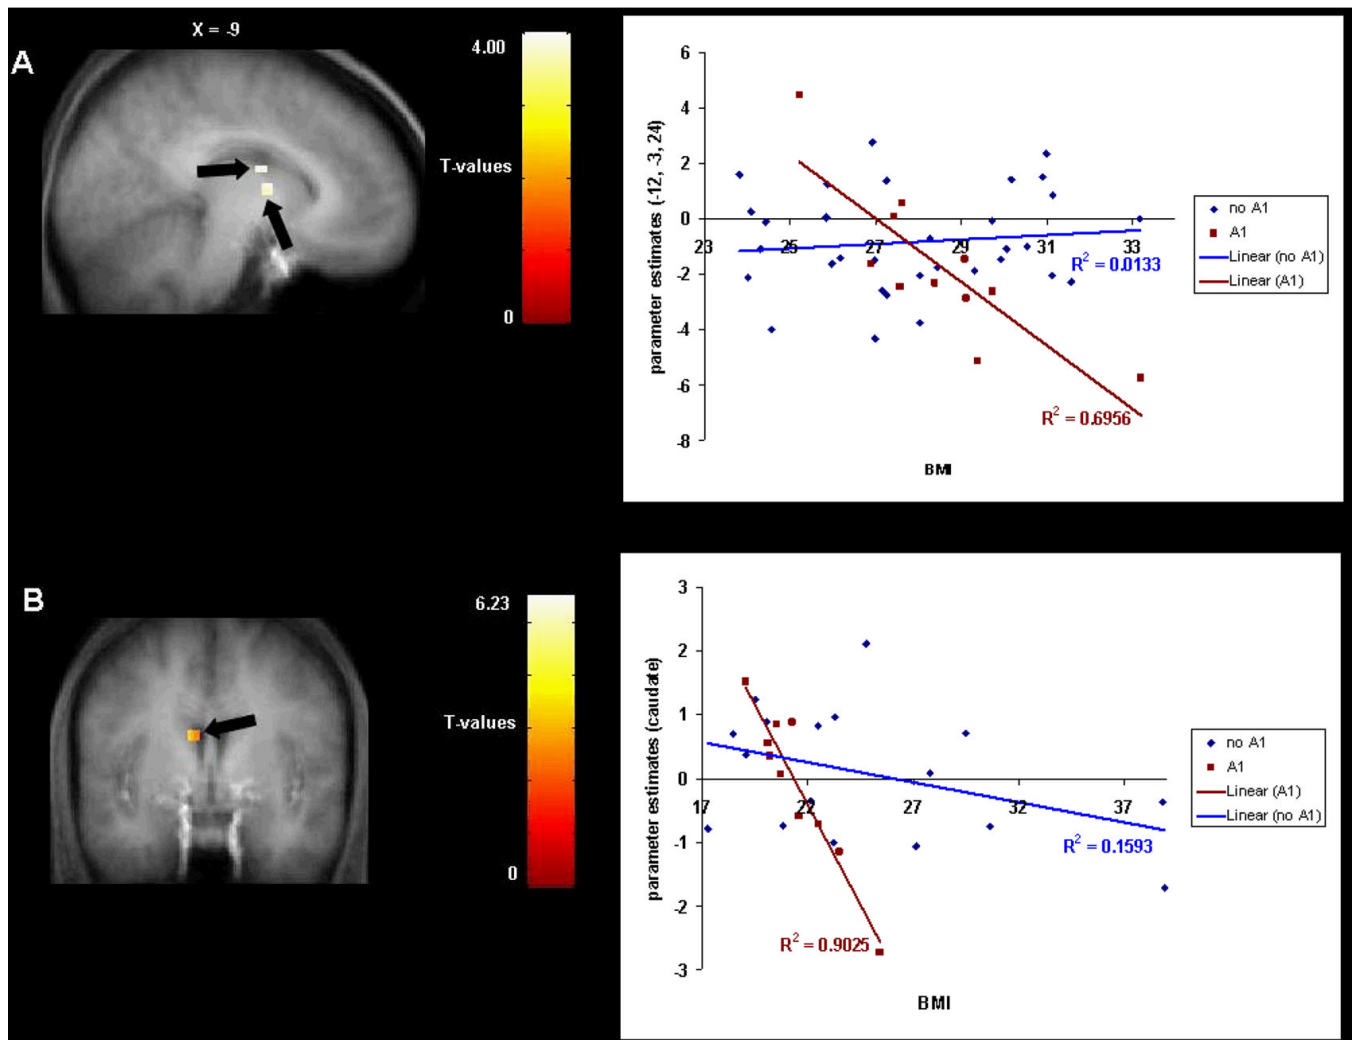 X = -9
A
4.00
T-values
0
6
4
2
0
-2
-4
-6
-8
23
25
27
29
31
33
parameter estimates (-12, -3, 24)
BMI
R² = 0.0133
R² = 0.6956
no A1
A1
Linear (no A1)
Linear (A1)
B
6.23
T-values
0
3
2
1
0
-1
-2
-3
17
22
27
32
37
parameter estimates (caudate)
BMI
R² = 0.1593
R² = 0.9025
no A1
A1
Linear (A1)
Linear (no A1)